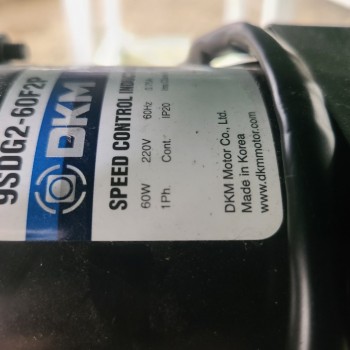 9SDG2-60F2P
DKM
SPEED CONTROL INDUC
60W 220V 60Hz
1Ph. Cont. IP20
DKM Motor Co., Ltd.
Made in Korea
www.dkmmotor.com